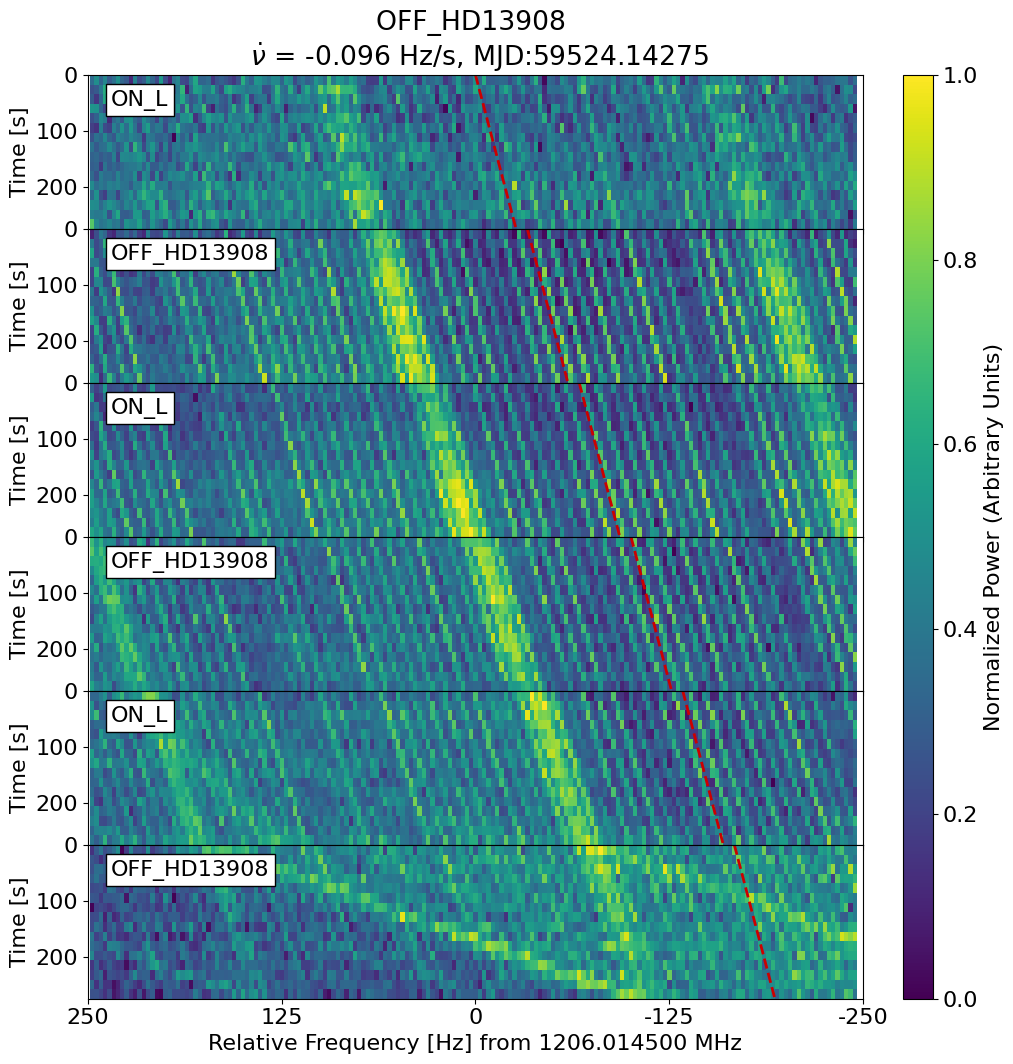 OFF_HD13908
ν̇ = -0.096 Hz/s, MJD:59524.14275
0
100
200
Time [s]
ON_L
0
100
200
Time [s]
OFF_HD13908
0
100
200
Time [s]
ON_L
0
100
200
Time [s]
OFF_HD13908
0
100
200
Time [s]
ON_L
0
100
200
Time [s]
OFF_HD13908
250 125 0 -125 -250
Relative Frequency [Hz] from 1206.014500 MHz
1.0
0.8
0.6
0.4
0.2
0.0
Normalized Power (Arbitrary Units)